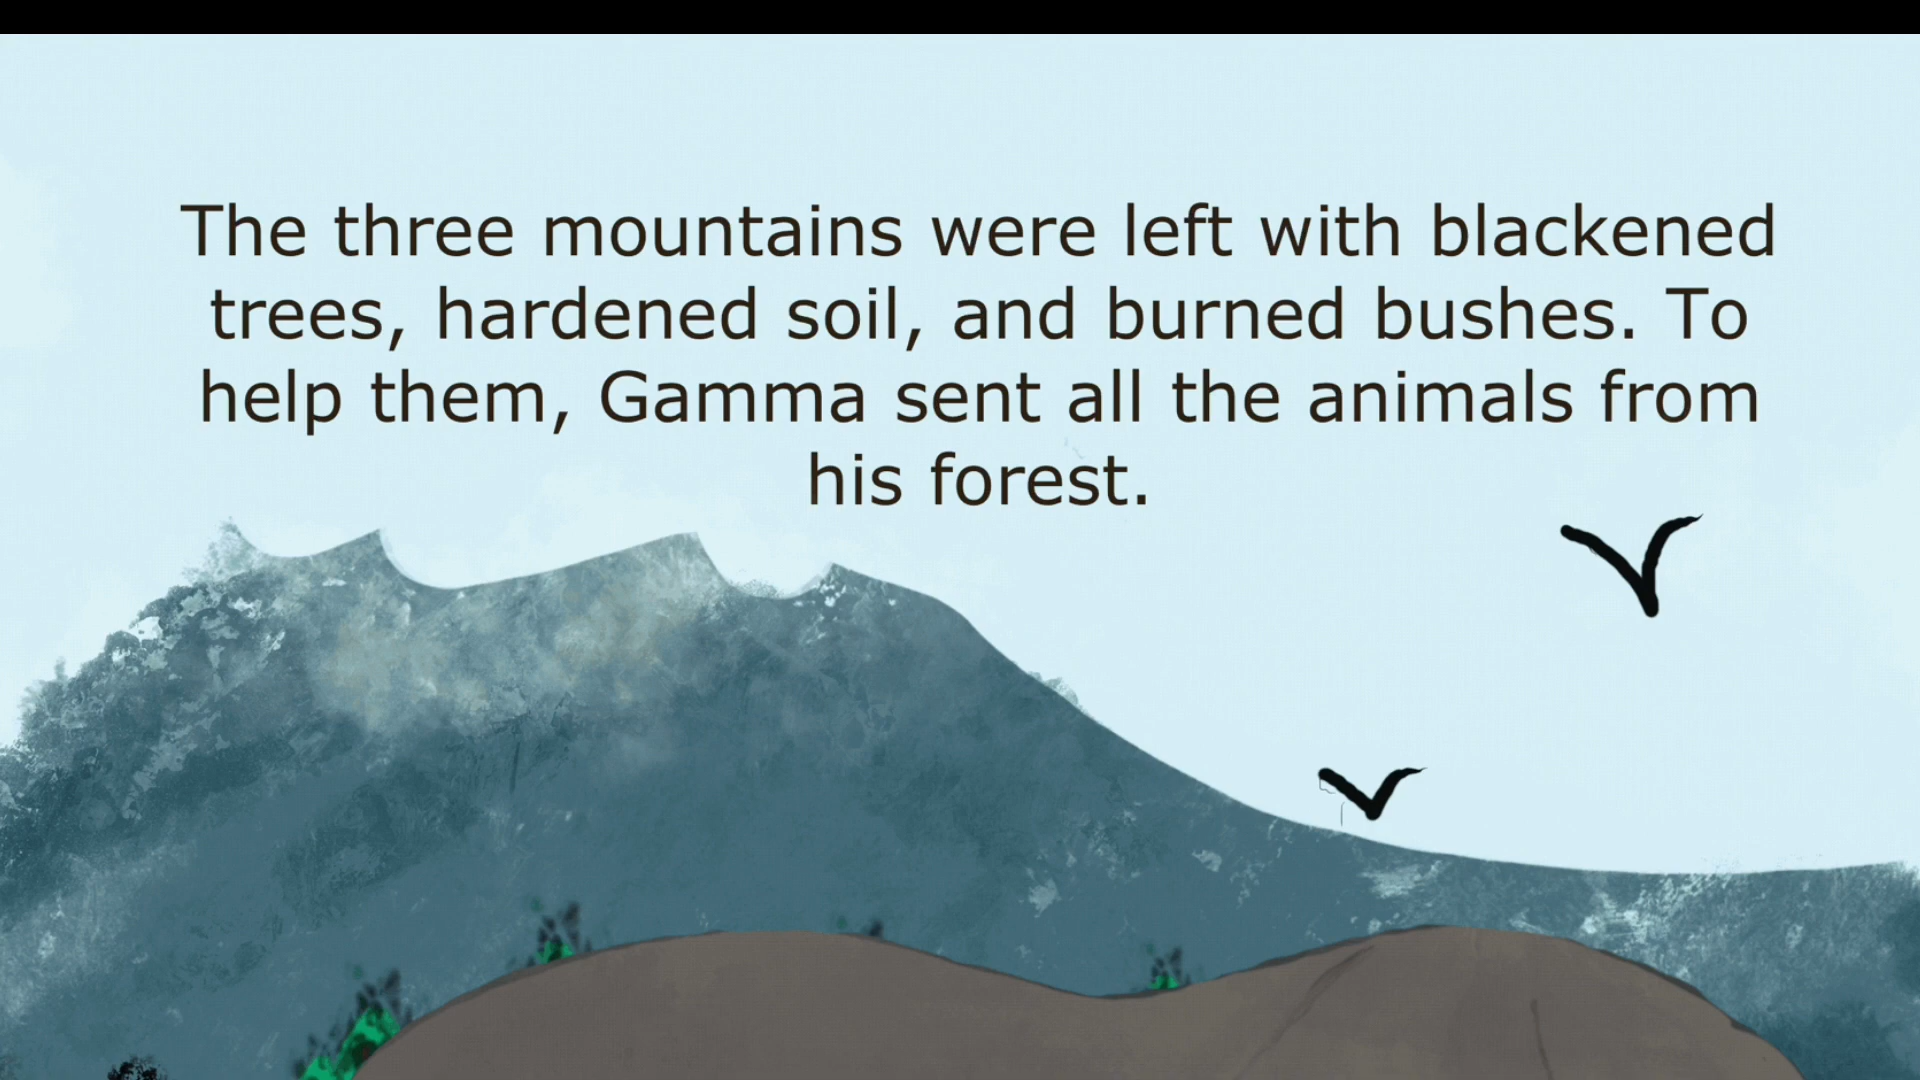 The three mountains were left with blackened
trees, hardened soil, and burned bushes. To
help them, Gamma sent all the animals from
his forest.